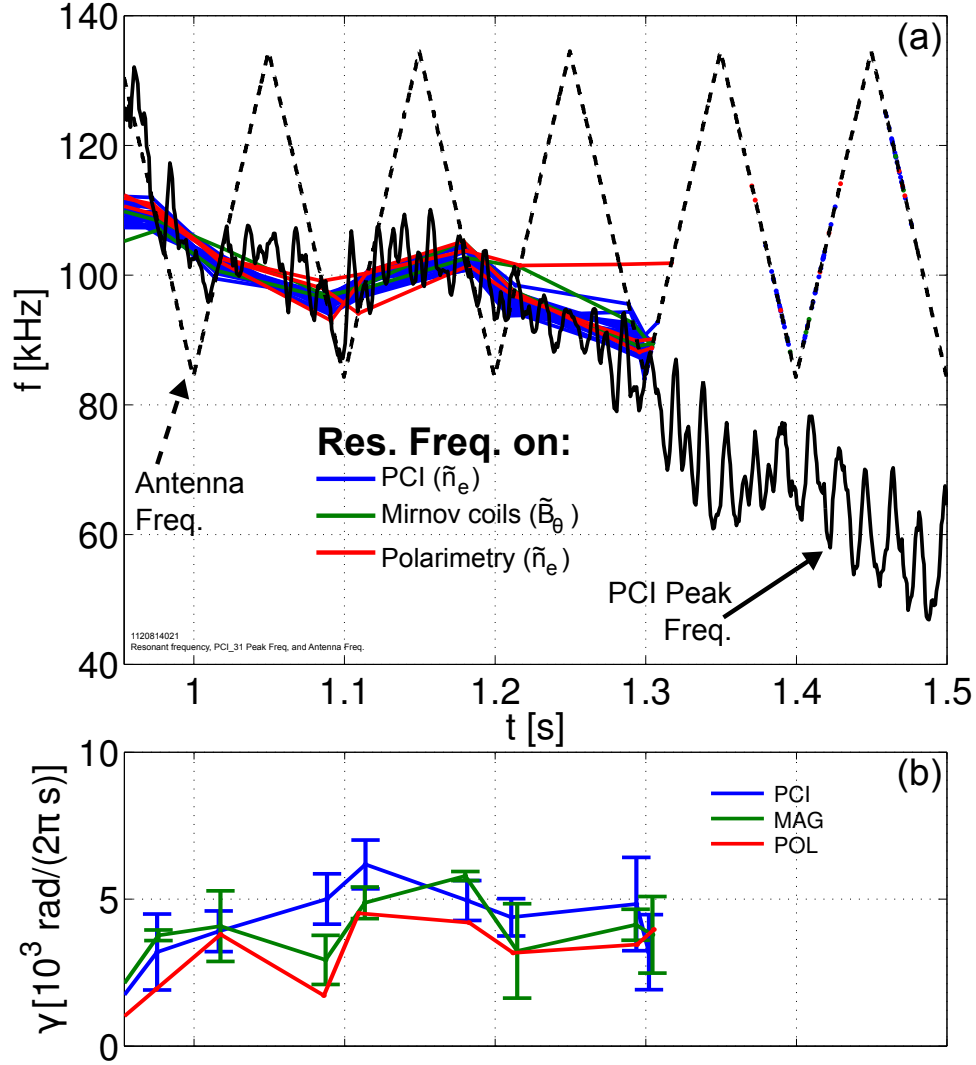 (a)
140
120
100
80
60
40
f [kHz]
Antenna
Freq.
Res. Freq. on:
PCI (ñₑ)
Mirnov coils (B̃_θ)
Polarimetry (ñₑ)
PCI Peak
Freq.
1120814021
Resonant frequency, PCI_31 Peak Freq, and Antenna Freq.
1 1.1 1.2 1.3 1.4 1.5
t [s]
(b)
10
5
0
γ [10³ rad/(2π s)]
PCI
MAG
POL